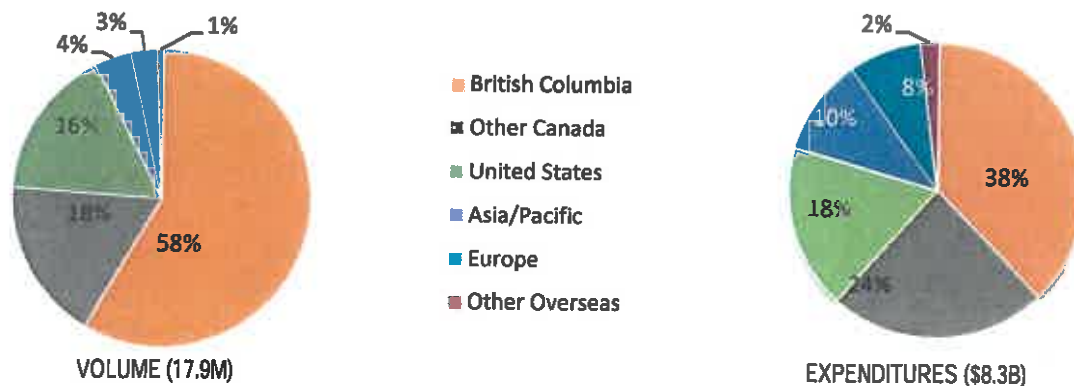 3%
1%
4%
16%
18%
58%
VOLUME (17.9M)
British Columbia
Other Canada
United States
Asia/Pacific
Europe
Other Overseas
2%
8%
10%
38%
18%
24%
EXPENDITURES ($8.3B)